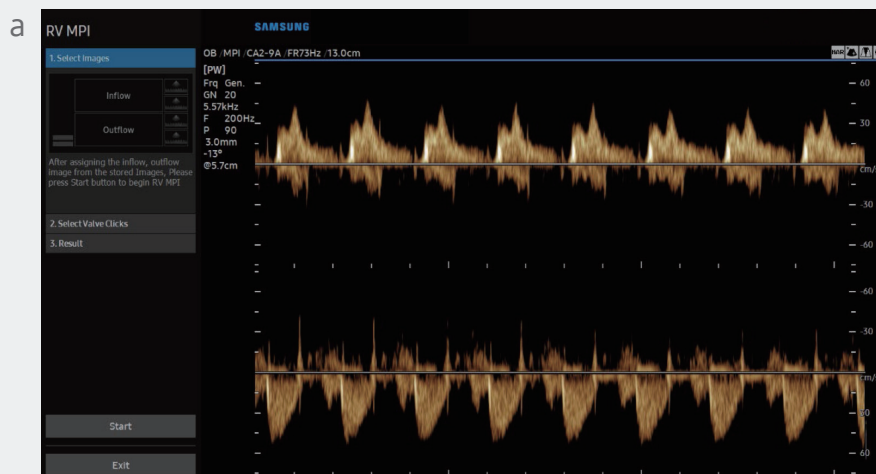 a
RV MPI
SAMSUNG
1. Select Images
OB /MPI /CA2-9A /FR73Hz /13.0cm
[PW]
Frq Gen.
GN 20
5.57kHz
F 200Hz
P 90
3.0mm
-13°
@5.7cm
Inflow
Outflow
After assigning the inflow, outflow
image from the stored Images, Please
press Start button to begin RV MPI
2. Select Valve Clicks
3. Result
Start
Exit
60
30
cm/
-30
-60
-60
-30
60